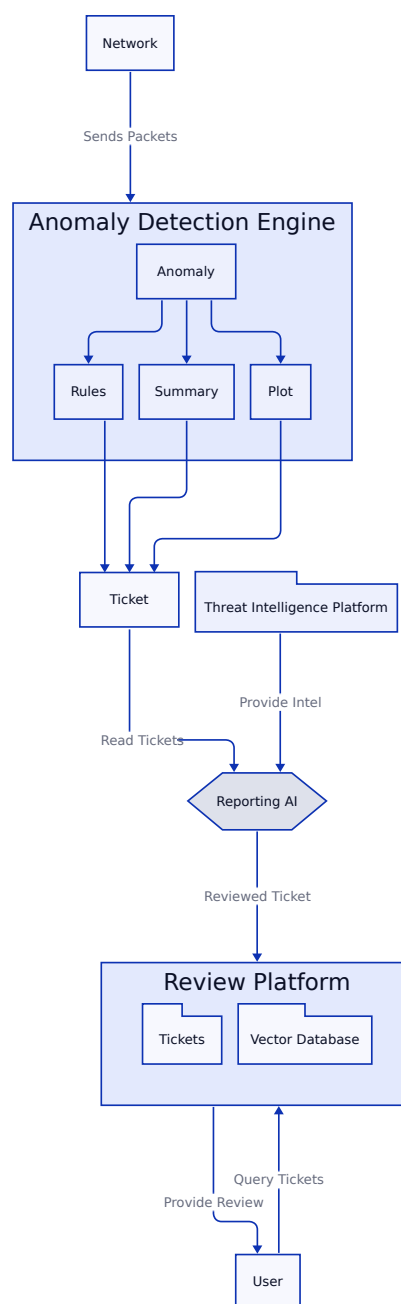 Network
Sends Packets
Anomaly Detection Engine
Anomaly
Rules
Summary
Plot
Ticket
Threat Intelligence Platform
Provide Intel
Read Tickets
Reporting AI
Reviewed Ticket
Review Platform
Tickets
Vector Database
Query Tickets
Provide Review
User